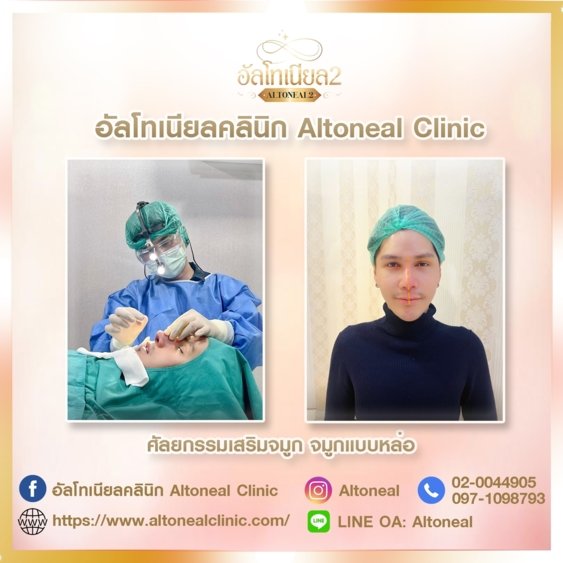 อัลโทเนียล2
ALTONEAL 2
อัลโทเนียลคลินิก Altoneal Clinic
ศัลยกรรมเสริมจมูก จมูกแบบหล่อ
อัลโทเนียลคลินิก Altoneal Clinic
Altoneal
02-0044905
097-1098793
https://www.altonealclinic.com/
LINE OA: Altoneal